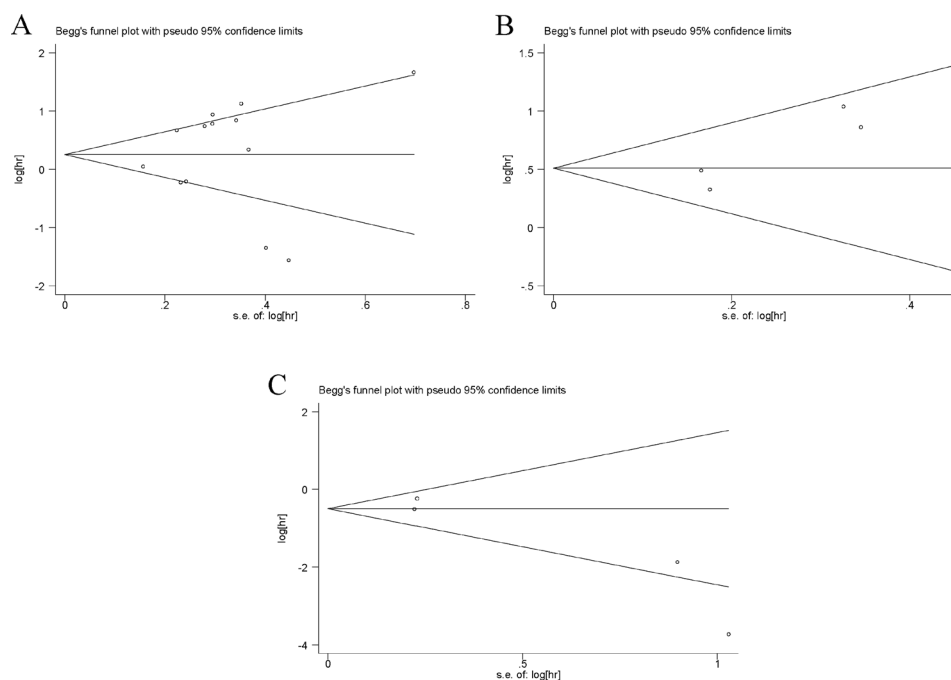 A
Begg's funnel plot with pseudo 95% confidence limits
2
1
0
-1
-2
log[hr]
0
.2
.4
.6
.8
s.e. of: log[hr]
B
Begg's funnel plot with pseudo 95% confidence limits
1.5
1
.5
0
-.5
log[hr]
0
.2
.4
s.e. of: log[hr]
C
Begg's funnel plot with pseudo 95% confidence limits
2
0
-2
-4
log[hr]
0
.5
1
s.e. of: log[hr]